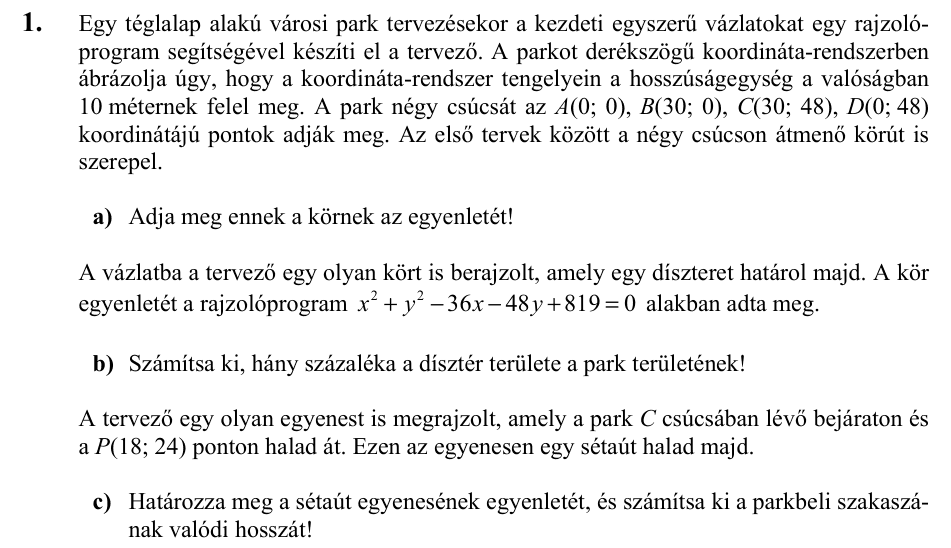 1. Egy téglalap alakú városi park tervezésekor a kezdeti egyszerű vázlatokat egy rajzoló-
program segítségével készíti el a tervező. A parkot derékszögű koordináta-rendszerben
ábrázolja úgy, hogy a koordináta-rendszer tengelyein a hosszúságegység a valóságban
10 méternek felel meg. A park négy csúcsát az A(0; 0), B(30; 0), C(30; 48), D(0; 48)
koordinátájú pontok adják meg. Az első tervek között a négy csúcson átmenő körút is
szerepel.
a) Adja meg ennek a körnek az egyenletét!
A vázlatba a tervező egy olyan kört is berajzolt, amely egy díszteret határol majd. A kör
egyenletét a rajzolóprogram x² + y² − 36x − 48y + 819 = 0 alakban adta meg.
b) Számítsa ki, hány százaléka a dísztér területe a park területének!
A tervező egy olyan egyenest is megrajzolt, amely a park C csúcsában lévő bejáraton és
a P(18; 24) ponton halad át. Ezen az egyenesen egy sétaút halad majd.
c) Határozza meg a sétaút egyenesének egyenletét, és számítsa ki a parkbeli szakaszá-
nak valódi hosszát!